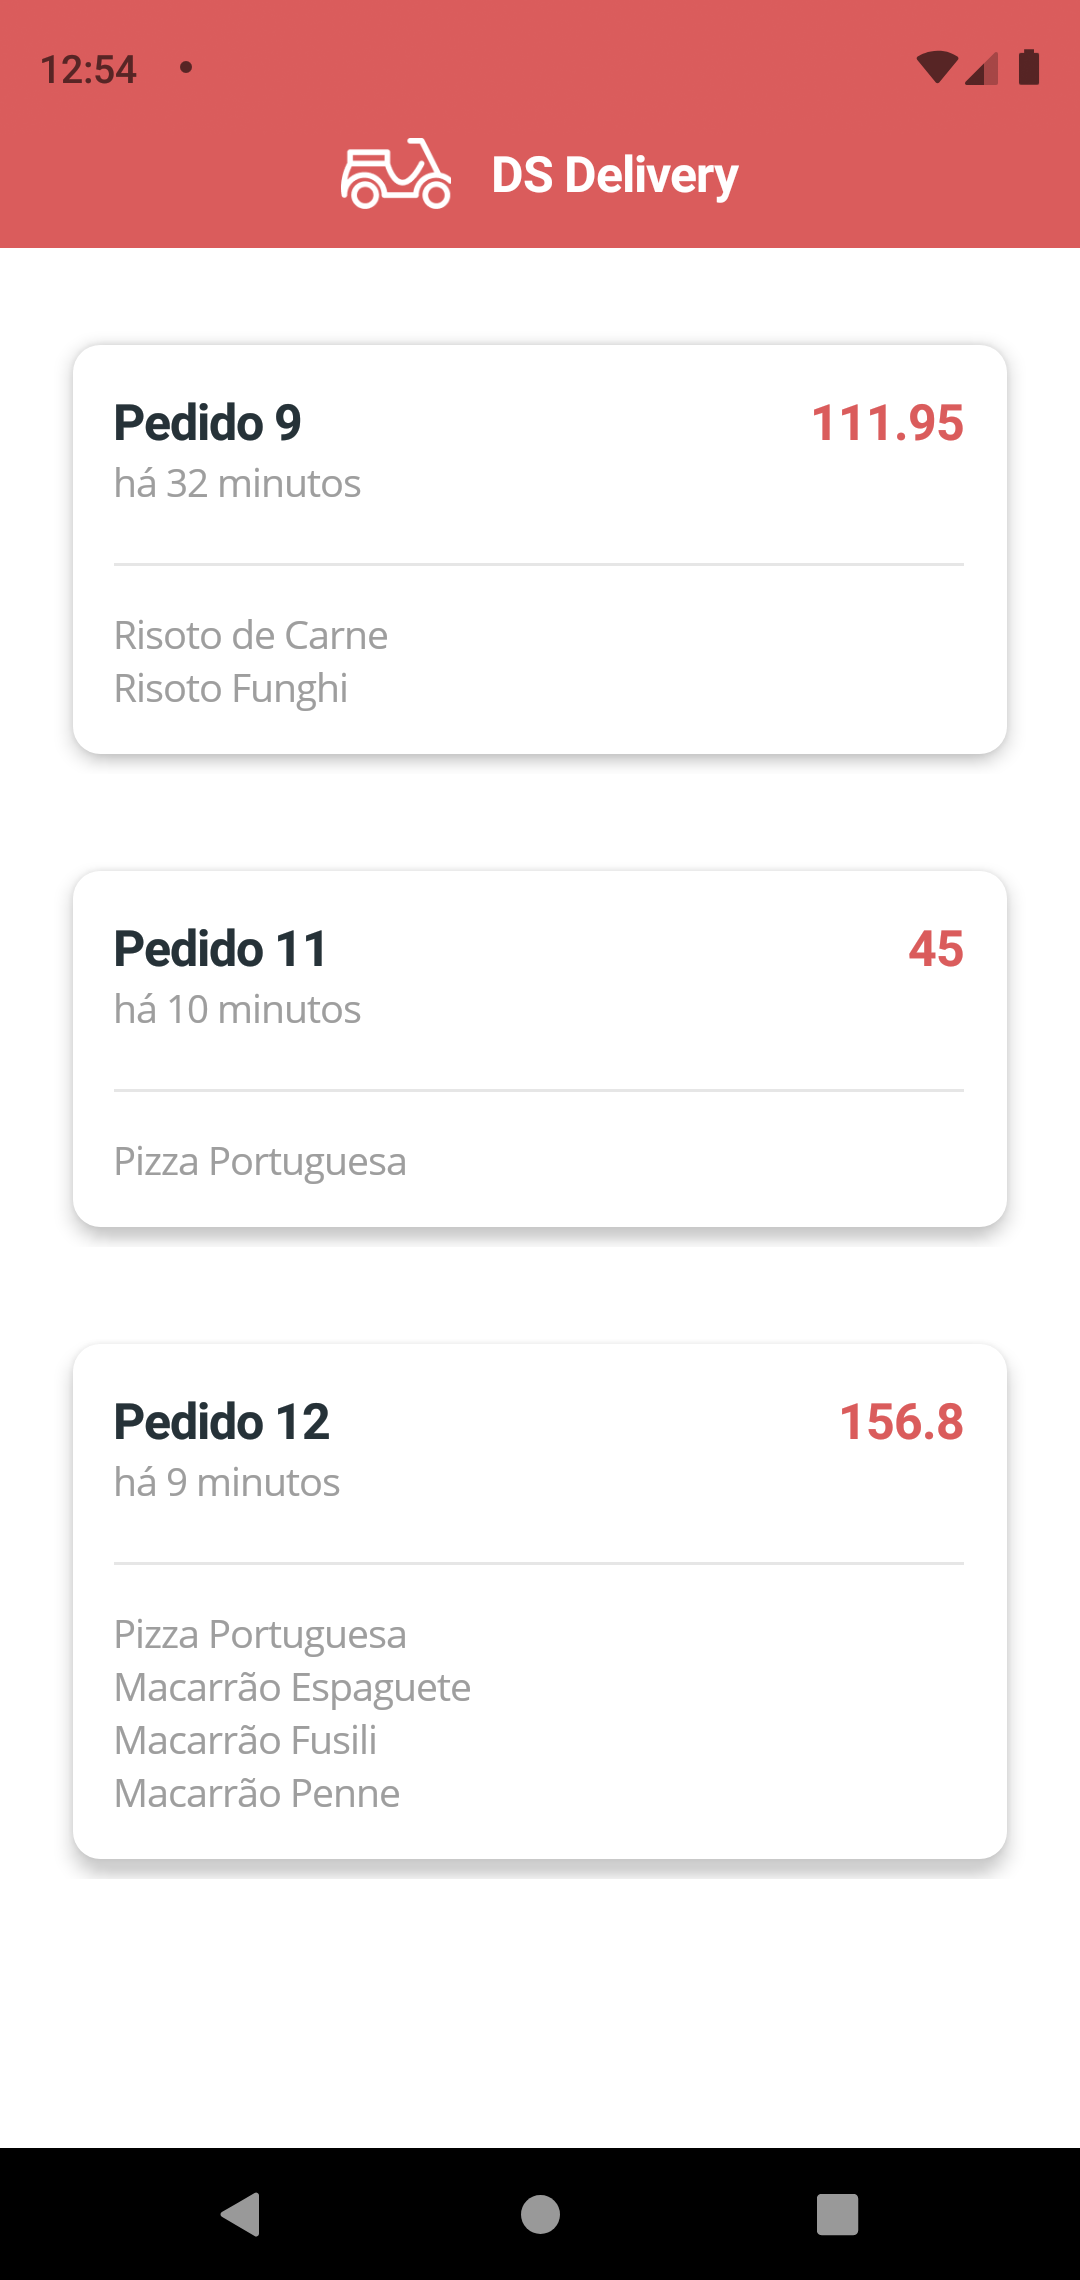 12:54
DS Delivery
Pedido 9 111.95
há 32 minutos
Risoto de Carne
Risoto Funghi
Pedido 11 45
há 10 minutos
Pizza Portuguesa
Pedido 12 156.8
há 9 minutos
Pizza Portuguesa
Macarrão Espaguete
Macarrão Fusili
Macarrão Penne